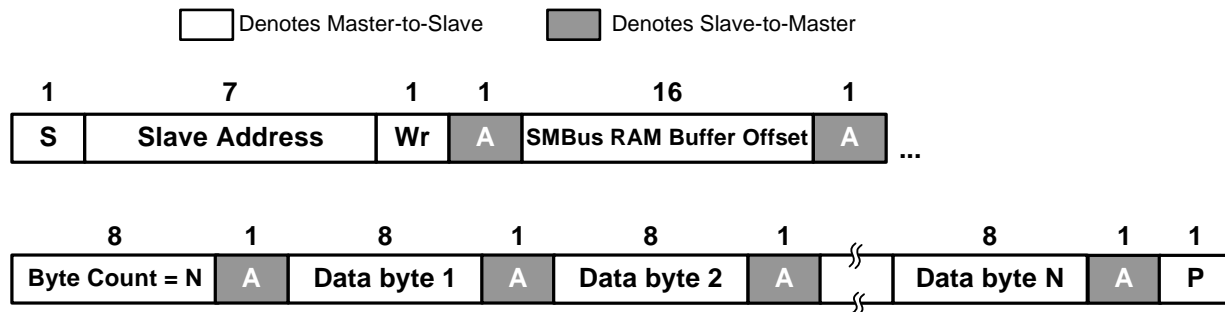 Denotes Master-to-Slave Denotes Slave-to-Master
1 7 1 1 16 1
S Slave Address Wr A SMBus RAM Buffer Offset A ...
8 1 8 1 8 1 8 1 1
Byte Count = N A Data byte 1 A Data byte 2 A Data byte N A P